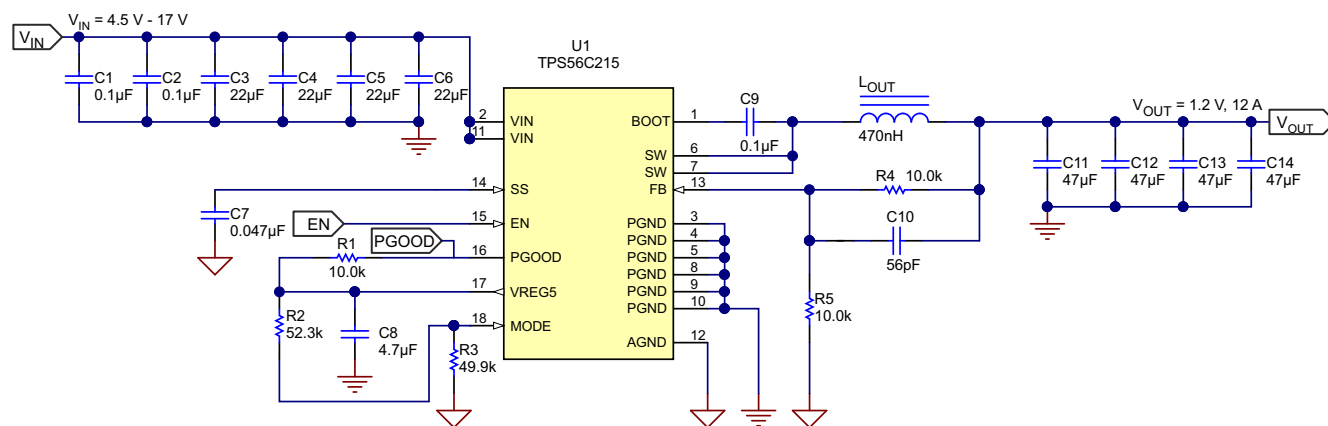 V_IN = 4.5 V - 17 V
V_IN
C1
0.1µF
C2
0.1µF
C3
22µF
C4
22µF
C5
22µF
C6
22µF
U1
TPS56C215
2
VIN
11
VIN
14
SS
15
EN
16
PGOOD
17
VREG5
18
MODE
BOOT
1
SW
6
SW
7
FB
13
PGND
3
PGND
4
PGND
5
PGND
8
PGND
9
PGND
10
AGND
12
C7
0.047µF
EN
PGOOD
R1
10.0k
R2
52.3k
C8
4.7µF
R3
49.9k
C9
0.1µF
L_OUT
470nH
R4 10.0k
C10
56pF
R5
10.0k
V_OUT = 1.2 V, 12 A
V_OUT
C11
47µF
C12
47µF
C13
47µF
C14
47µF